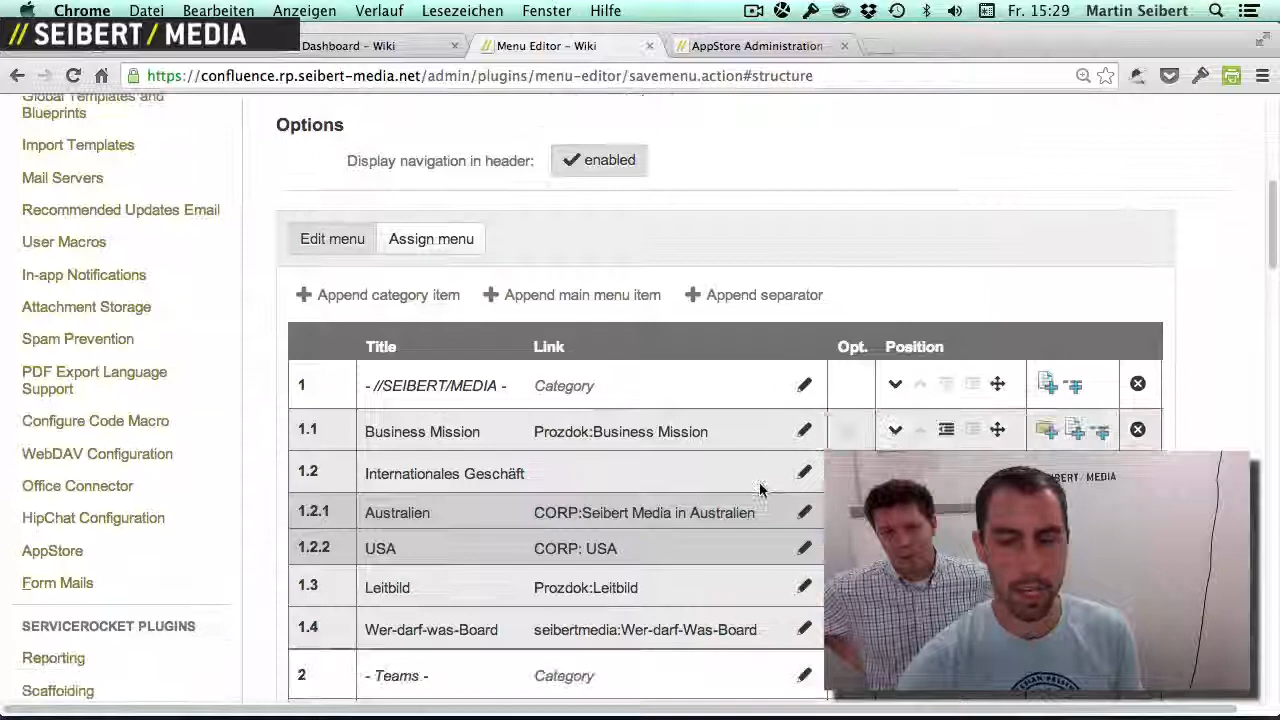 Chrome Datei Bearbeiten Anzeigen Verlauf Lesezeichen Fenster Hilfe Fr. 15:29 Martin Seibert
// SEIBERT / MEDIA
Dashboard - Wiki
Menu Editor - Wiki
AppStore Administration
https://confluence.rp.seibert-media.net/admin/plugins/menu-editor/savemenu.action#structure
Global Templates and
Blueprints
Import Templates
Mail Servers
Recommended Updates Email
User Macros
In-app Notifications
Attachment Storage
Spam Prevention
PDF Export Language
Support
Configure Code Macro
WebDAV Configuration
Office Connector
HipChat Configuration
AppStore
Form Mails
SERVICEROCKET PLUGINS
Reporting
Scaffolding
Options
Display navigation in header: enabled
Edit menu Assign menu
Append category item Append main menu item Append separator
Title Link Opt. Position
1 - //SEIBERT/MEDIA - Category
1.1 Business Mission Prozdok:Business Mission
1.2 Internationales Geschäft
1.2.1 Australien CORP:Seibert Media in Australien
1.2.2 USA CORP: USA
1.3 Leitbild Prozdok:Leitbild
1.4 Wer-darf-was-Board seibertmedia:Wer-darf-Was-Board
2 - Teams - Category